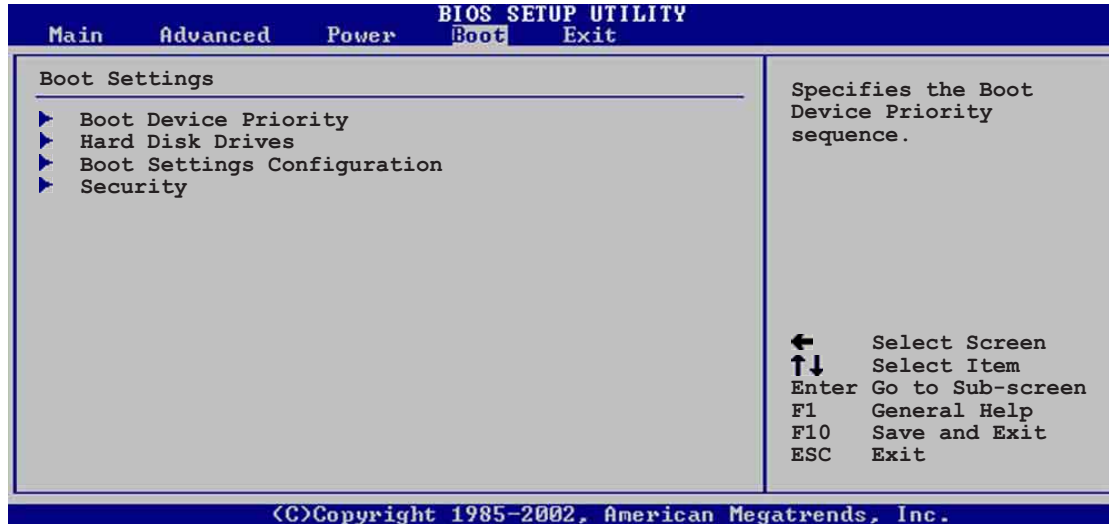 BIOS SETUP UTILITY
Main Advanced Power Boot Exit
Boot Settings
Boot Device Priority
Hard Disk Drives
Boot Settings Configuration
Security
Specifies the Boot
Device Priority
sequence.
← Select Screen
↑↓ Select Item
Enter Go to Sub-screen
F1 General Help
F10 Save and Exit
ESC Exit
(C)Copyright 1985-2002, American Megatrends, Inc.